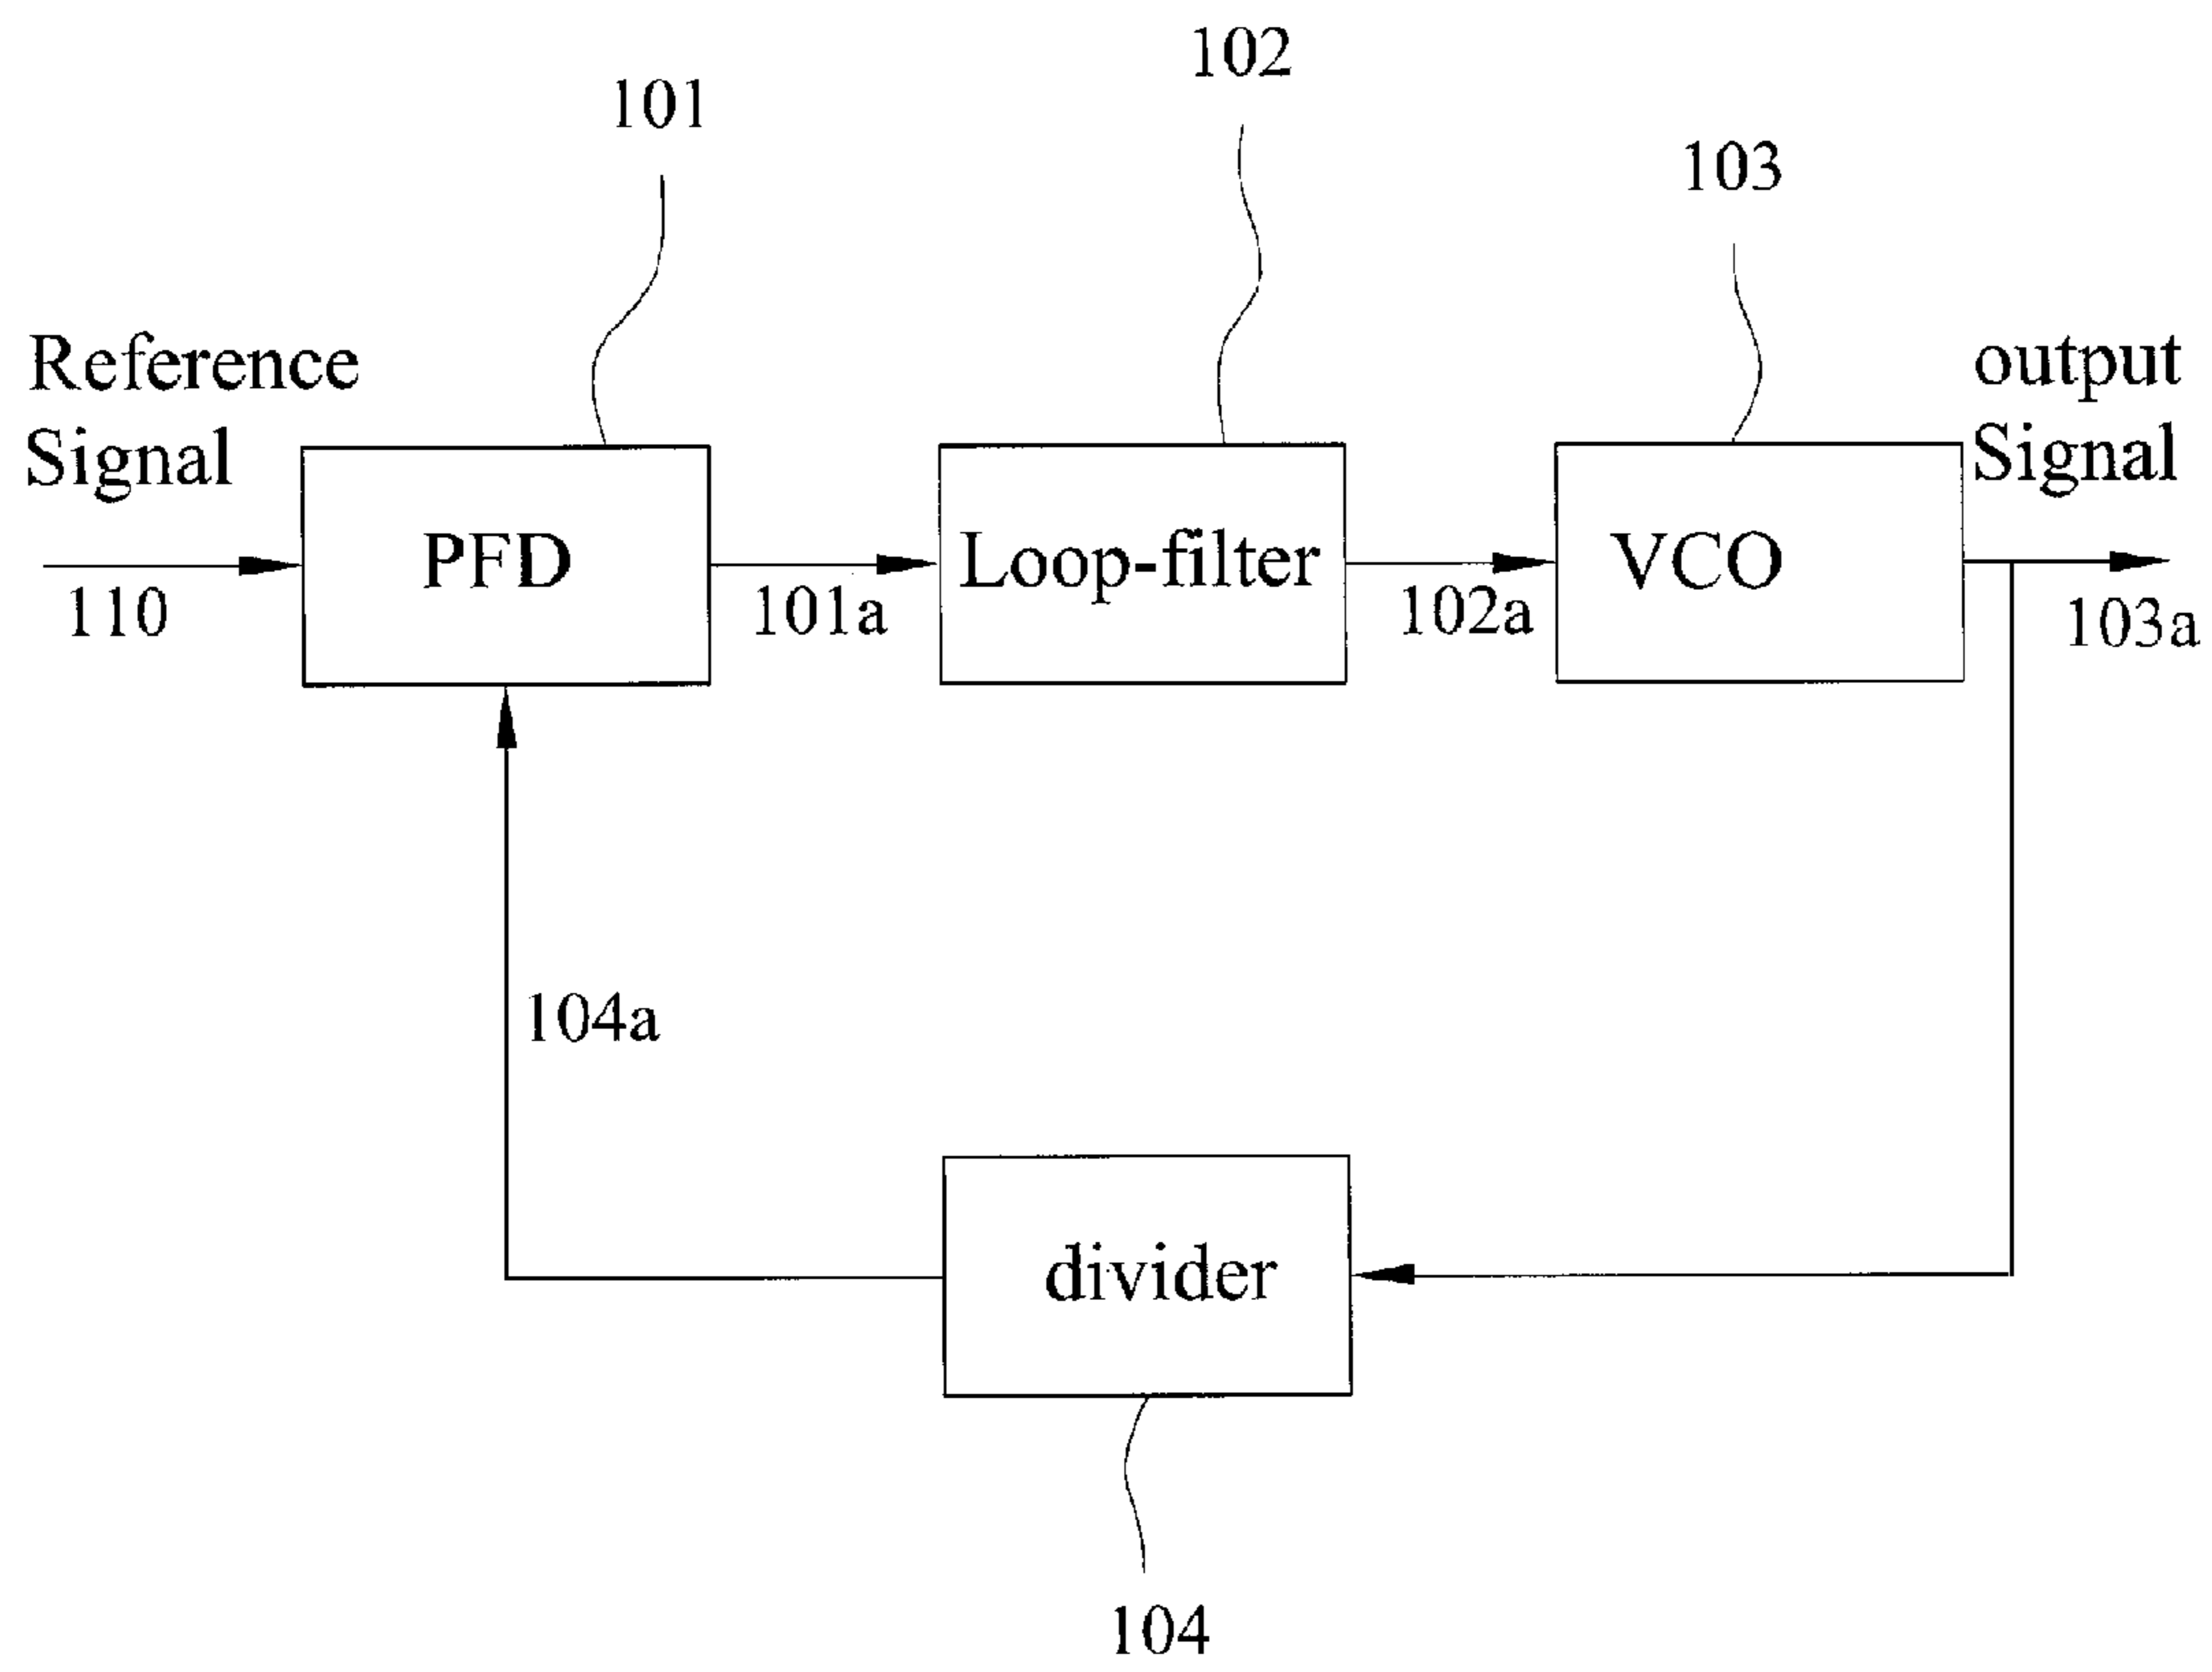 102
101
103
Reference
Signal
output
Signal
PFD
Loop-filter
VCO
110
101a
102a
103a
104a
divider
104